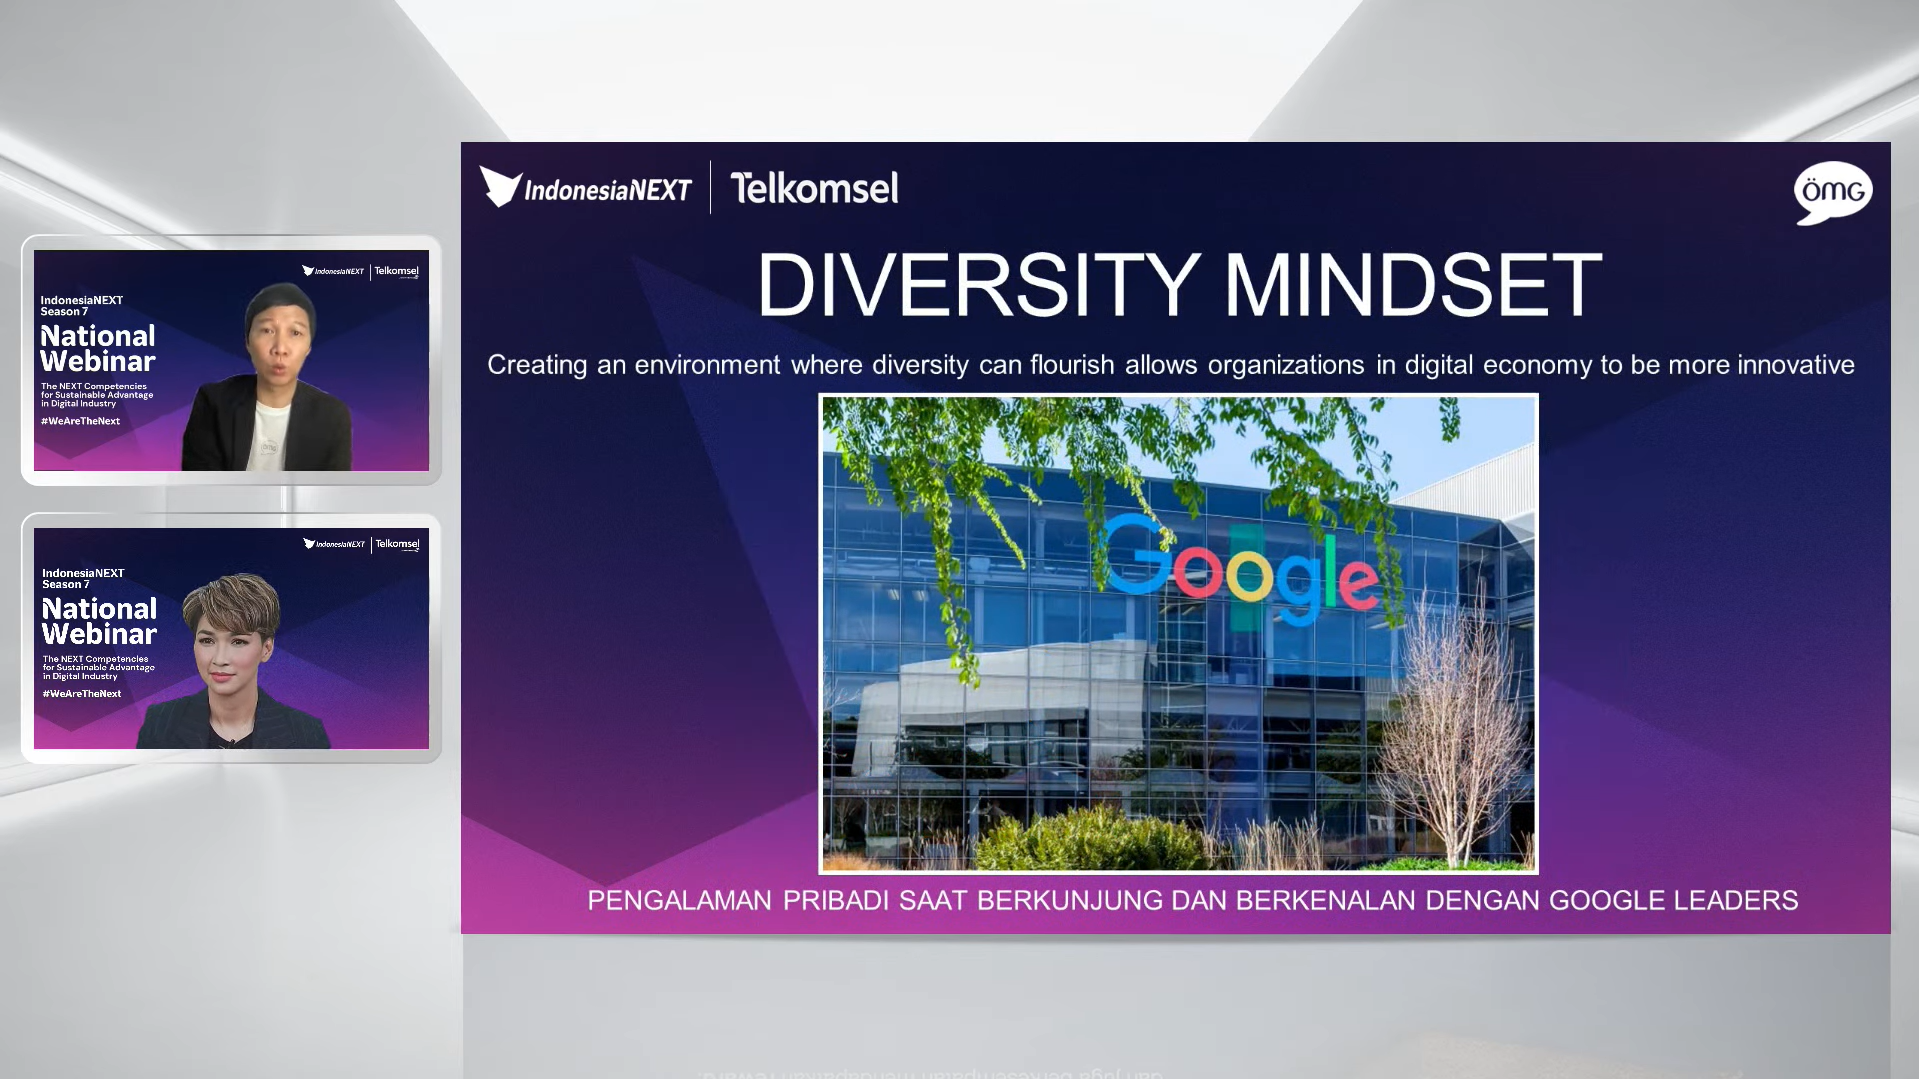 IndonesiaNEXT Telkomsel
ÖMG
DIVERSITY MINDSET
Creating an environment where diversity can flourish allows organizations in digital economy to be more innovative
Google
PENGALAMAN PRIBADI SAAT BERKUNJUNG DAN BERKENALAN DENGAN GOOGLE LEADERS
IndonesiaNEXT Telkomsel
IndonesiaNEXT
Season 7
National
Webinar
The NEXT Competencies
for Sustainable Advantage
in Digital Industry
#WeAreTheNext
IndonesiaNEXT Telkomsel
IndonesiaNEXT
Season 7
National
Webinar
The NEXT Competencies
for Sustainable Advantage
in Digital Industry
#WeAreTheNext